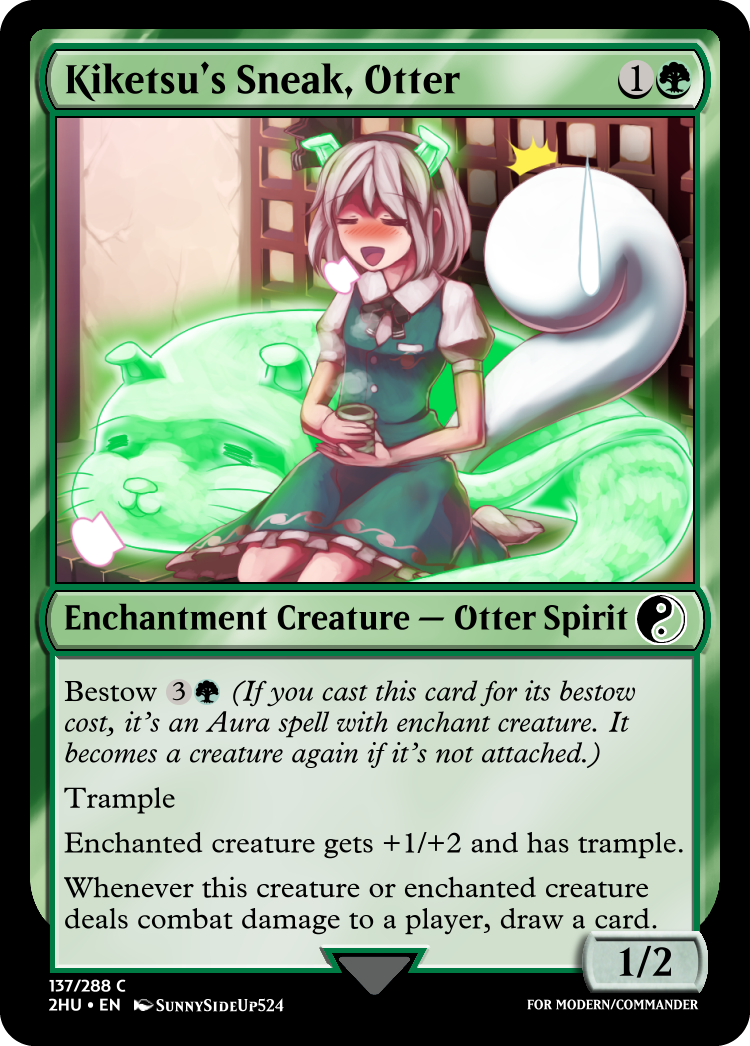 Kiketsu's Sneak, Otter 1
Enchantment Creature — Otter Spirit
Bestow 3 (If you cast this card for its bestow
cost, it's an Aura spell with enchant creature. It
becomes a creature again if it's not attached.)
Trample
Enchanted creature gets +1/+2 and has trample.
Whenever this creature or enchanted creature
deals combat damage to a player, draw a card.
1/2
137/288 C
2HU • EN SunnySideUp524
FOR MODERN/COMMANDER